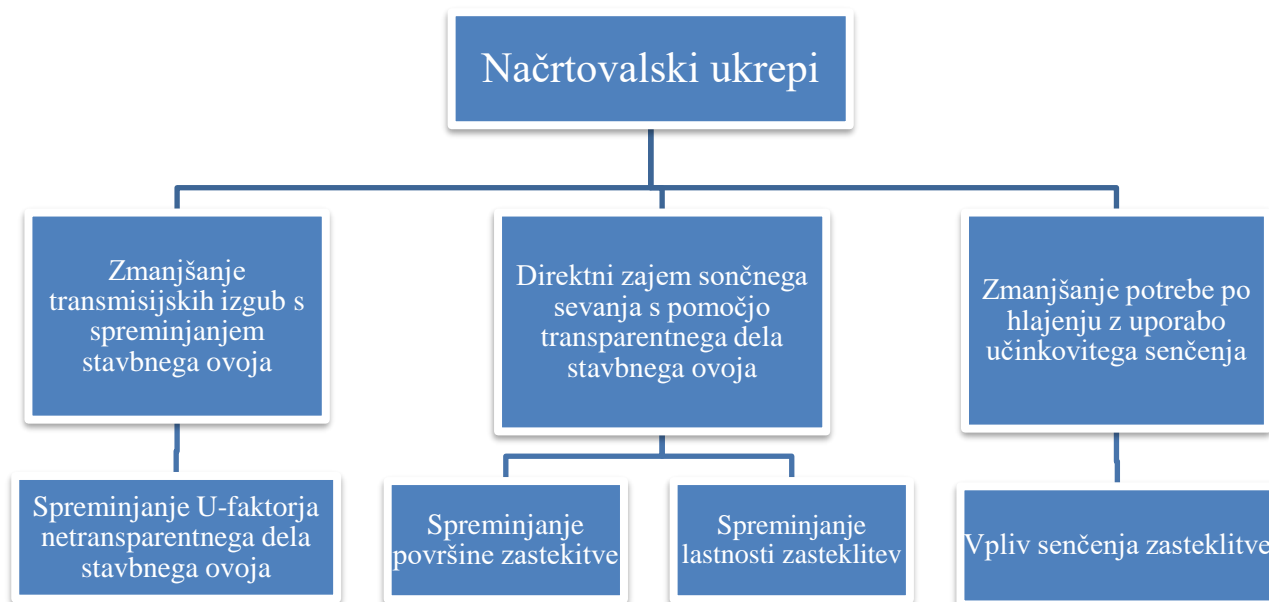 Načrtovalski ukrepi
Zmanjšanje
transmisijskih izgub s
spreminjanjem
stavbnega ovoja
Direktni zajem sončnega
sevanja s pomočjo
transparentnega dela
stavbnega ovoja
Zmanjšanje potrebe po
hlajenju z uporabo
učinkovitega senčenja
Spreminjanje U-faktorja
netransparentnega dela
stavbnega ovoja
Spreminjanje
površine zastekitve
Spreminjanje
lastnosti zasteklitev
Vpliv senčenja zasteklitve